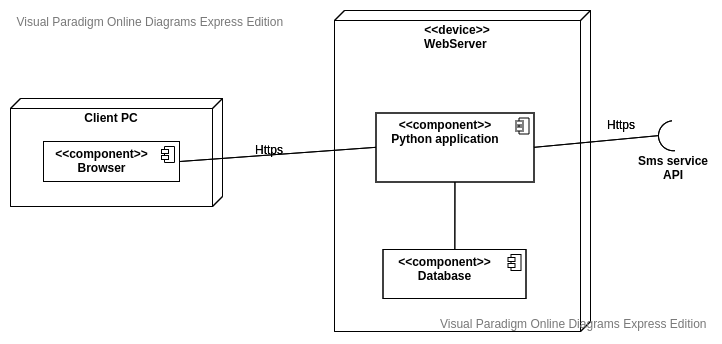 Visual Paradigm Online Diagrams Express Edition
<<device>>
WebServer
Client PC
<<component>>
Browser
Https
<<component>>
Python application
Https
Sms service
API
<<component>>
Database
Visual Paradigm Online Diagrams Express Edition